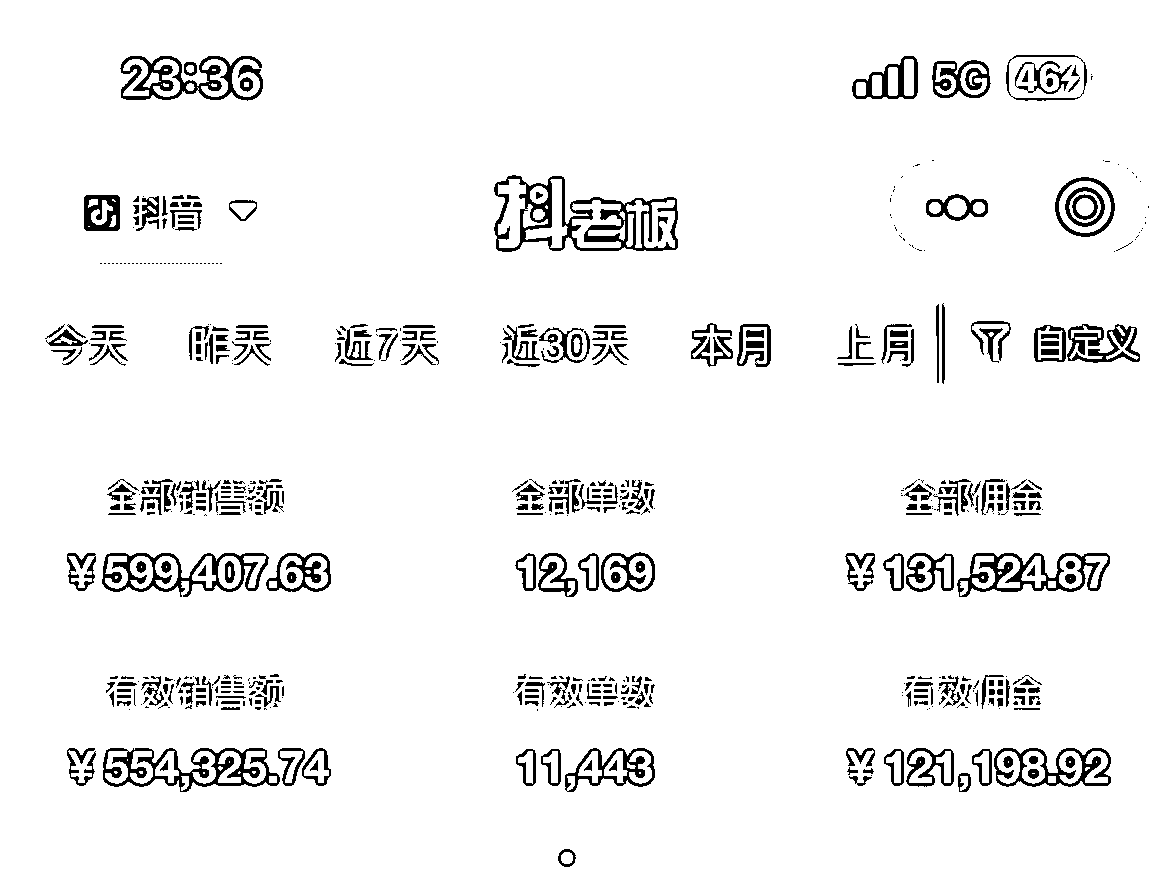 23:36 5G 46
抖音 抖老板
今天 昨天 近7天 近30天 本月 上月 自定义
全部销售额 全部单数 全部佣金
¥599,407.63 12,169 ¥131,524.87
有效销售额 有效单数 有效佣金
¥554,325.74 11,443 ¥121,198.92